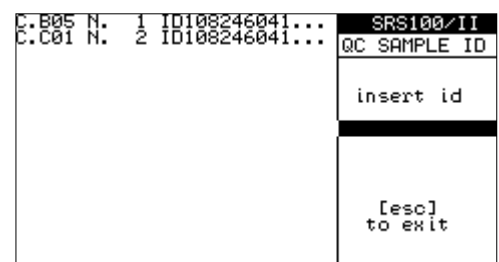 C.B05 N. 1 ID108246041...
C.C01 N. 2 ID108246041...
SRS100/II
QC SAMPLE ID
insert id
[esc]
to exit